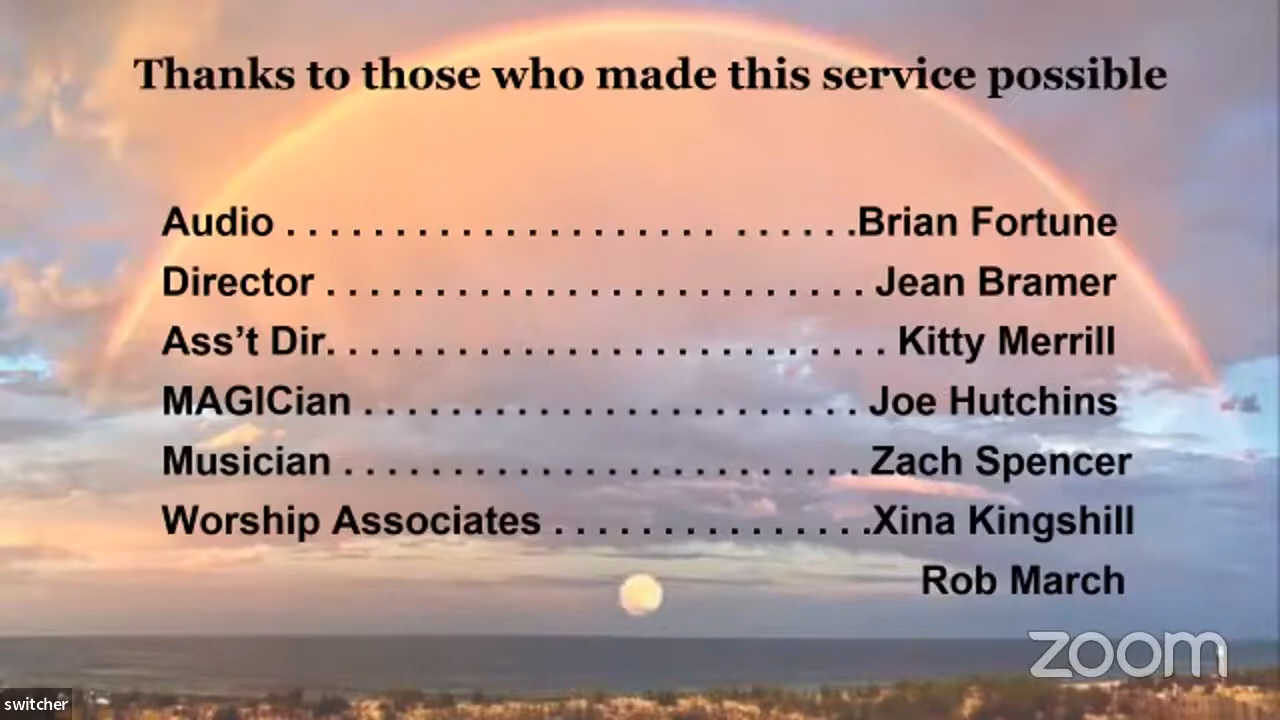 Thanks to those who made this service possible
Audio . . . . . . . . . . . . . . . . . . . . . . . . . .Brian Fortune
Director . . . . . . . . . . . . . . . . . . . . . . . . . Jean Bramer
Ass’t Dir. . . . . . . . . . . . . . . . . . . . . . . . . . Kitty Merrill
MAGICian . . . . . . . . . . . . . . . . . . . . . . . Joe Hutchins
Musician . . . . . . . . . . . . . . . . . . . . . . . . Zach Spencer
Worship Associates . . . . . . . . . . . . . . .Xina Kingshill
Rob March
zoom
switcher